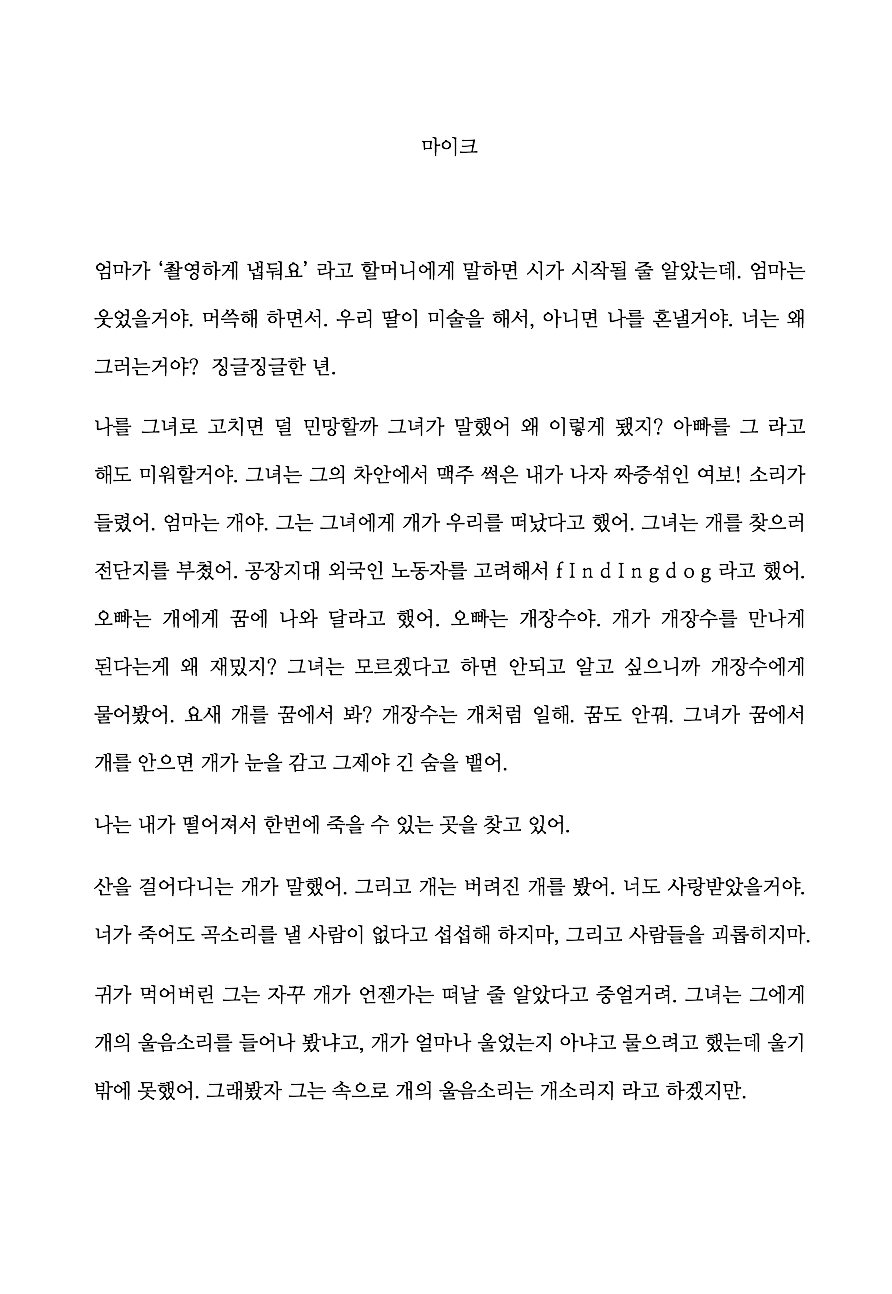 마이크
엄마가 ‘촬영하게 냅둬요’ 라고 할머니에게 말하면 시가 시작될 줄 알았는데. 엄마는
웃었을거야. 머쓱해 하면서. 우리 딸이 미술을 해서, 아니면 나를 혼낼거야. 너는 왜
그러는거야? 징글징글한 년.
나를 그녀로 고치면 덜 민망할까 그녀가 말했어 왜 이렇게 됐지? 아빠를 그 라고
해도 미워할거야. 그녀는 그의 차안에서 맥주 썩은 내가 나자 짜증섞인 여보! 소리가
들렸어. 엄마는 개야. 그는 그녀에게 개가 우리를 떠났다고 했어. 그녀는 개를 찾으러
전단지를 부쳤어. 공장지대 외국인 노동자를 고려해서 f I n d I n g d o g 라고 했어.
오빠는 개에게 꿈에 나와 달라고 했어. 오빠는 개장수야. 개가 개장수를 만나게
된다는게 왜 재밌지? 그녀는 모르겠다고 하면 안되고 알고 싶으니까 개장수에게
물어봤어. 요새 개를 꿈에서 봐? 개장수는 개처럼 일해. 꿈도 안꿔. 그녀가 꿈에서
개를 안으면 개가 눈을 감고 그제야 긴 숨을 뱉어.
나는 내가 떨어져서 한번에 죽을 수 있는 곳을 찾고 있어.
산을 걸어다니는 개가 말했어. 그리고 개는 버려진 개를 봤어. 너도 사랑받았을거야.
너가 죽어도 곡소리를 낼 사람이 없다고 섭섭해 하지마, 그리고 사람들을 괴롭히지마.
귀가 먹어버린 그는 자꾸 개가 언젠가는 떠날 줄 알았다고 중얼거려. 그녀는 그에게
개의 울음소리를 들어나 봤냐고, 개가 얼마나 울었는지 아냐고 물으려고 했는데 울기
밖에 못했어. 그래봤자 그는 속으로 개의 울음소리는 개소리지 라고 하겠지만.